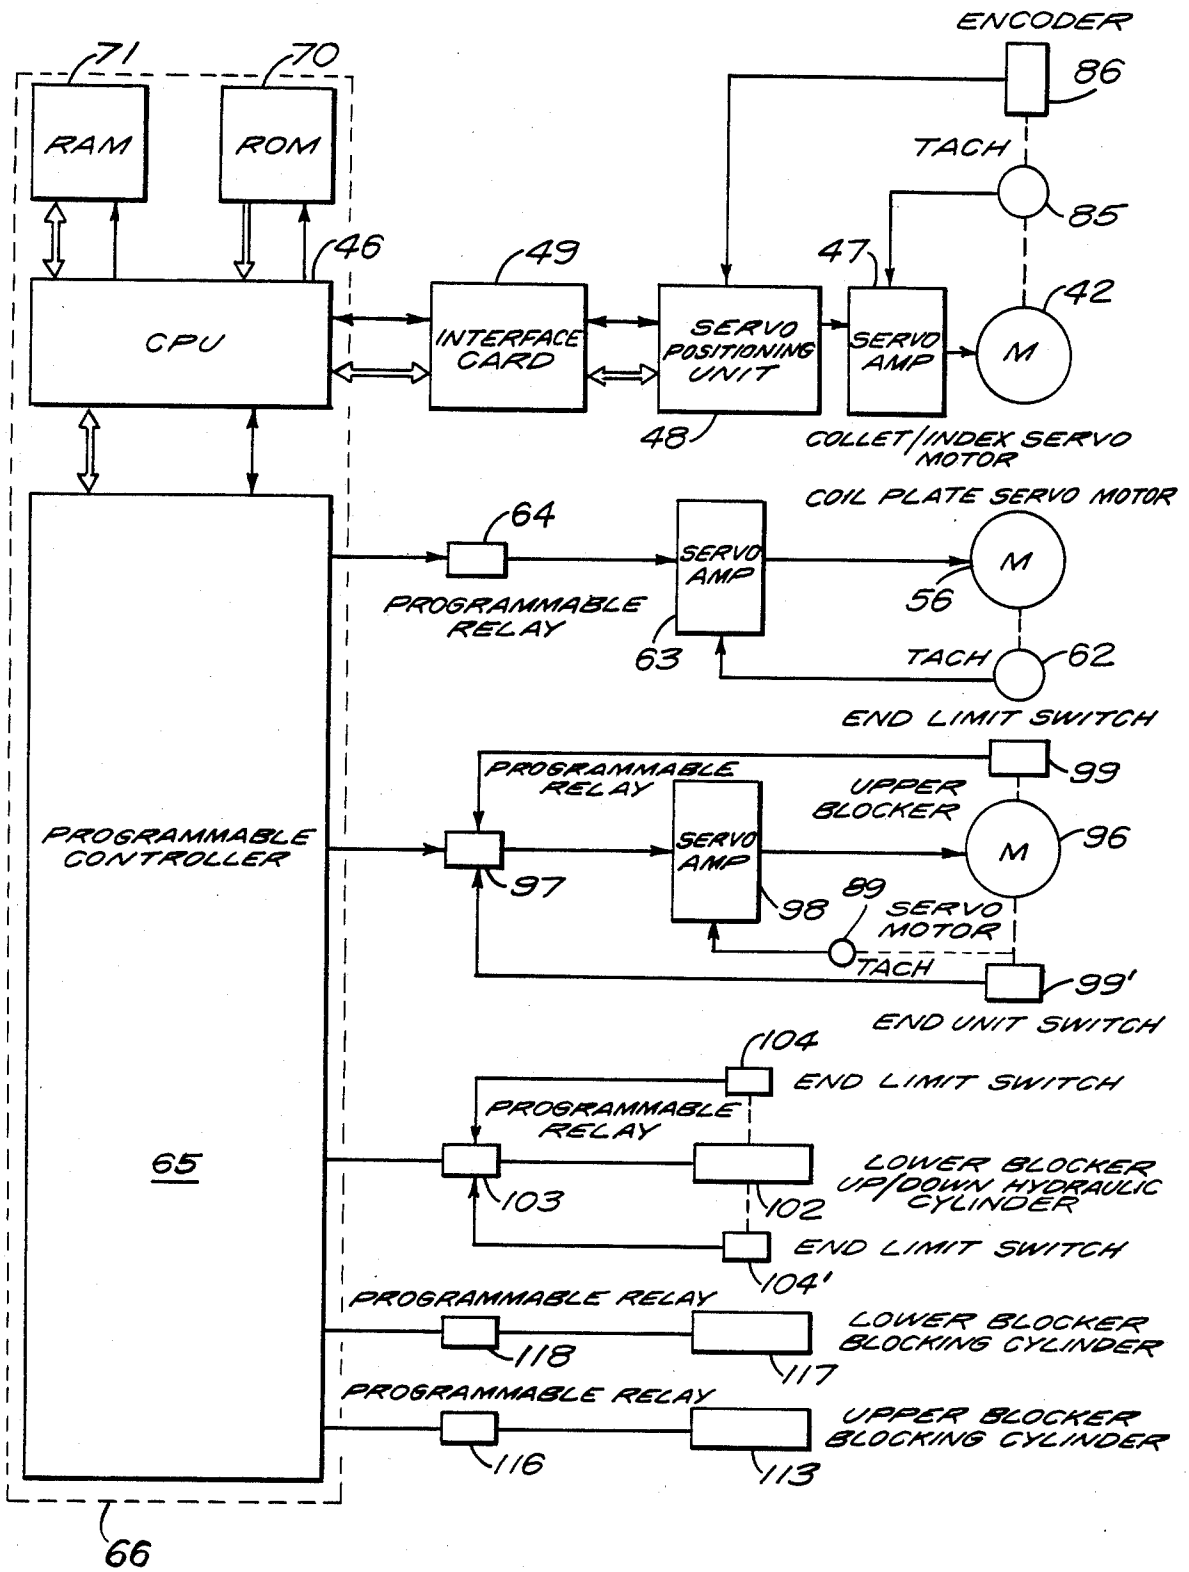 ENCODER
86
71
70
RAM
ROM
TACH
85
46
49
47
42
CPU
INTERFACE
CARD
SERVO
POSITIONING
UNIT
SERVO
AMP
M
48
COLLET/INDEX SERVO
MOTOR
COIL PLATE SERVO MOTOR
64
SERVO
AMP
M
56
PROGRAMMABLE
RELAY
63
TACH
62
END LIMIT SWITCH
99
PROGRAMMABLE
RELAY
UPPER
BLOCKER
96
PROGRAMMABLE
CONTROLLER
SERVO
AMP
M
97
98
89
SERVO
MOTOR
TACH
99'
END UNIT SWITCH
104
END LIMIT SWITCH
PROGRAMMABLE
RELAY
65
103
102
LOWER BLOCKER
UP/DOWN HYDRAULIC
CYLINDER
END LIMIT SWITCH
104'
PROGRAMMABLE RELAY
118
117
LOWER BLOCKER
BLOCKING CYLINDER
PROGRAMMABLE RELAY
116
113
UPPER BLOCKER
BLOCKING CYLINDER
66